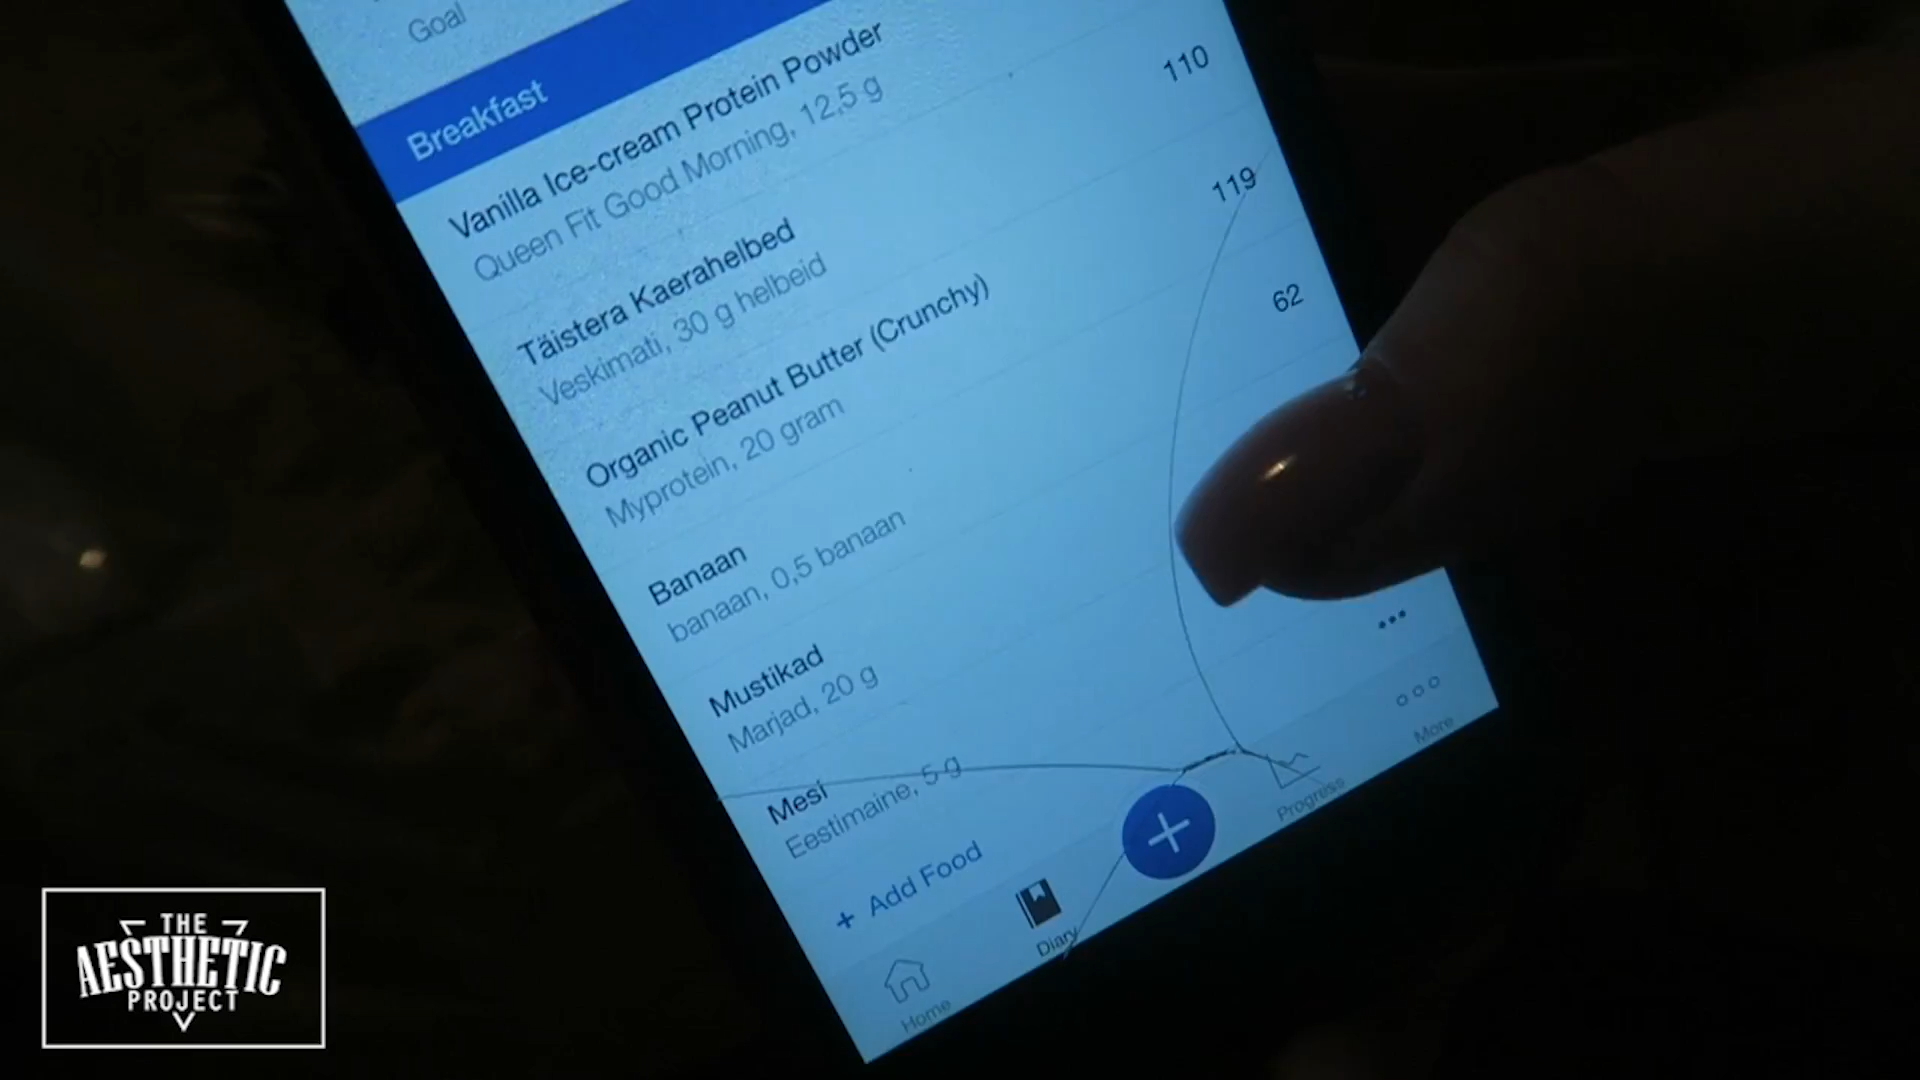 Goal
Breakfast
Vanilla Ice-cream Protein Powder
Queen Fit Good Morning, 12,5 g
110
Täistera Kaerahelbed
Veskimati, 30 g helbeid
119
Organic Peanut Butter (Crunchy)
Myprotein, 20 gram
62
Banaan
banaan, 0,5 banaan
Mustikad
Marjad, 20 g
Mesi
Eestimaine, 5 g
+ Add Food
Home
Diary
Progress
More
THE
AESTHETIC
PROJECT